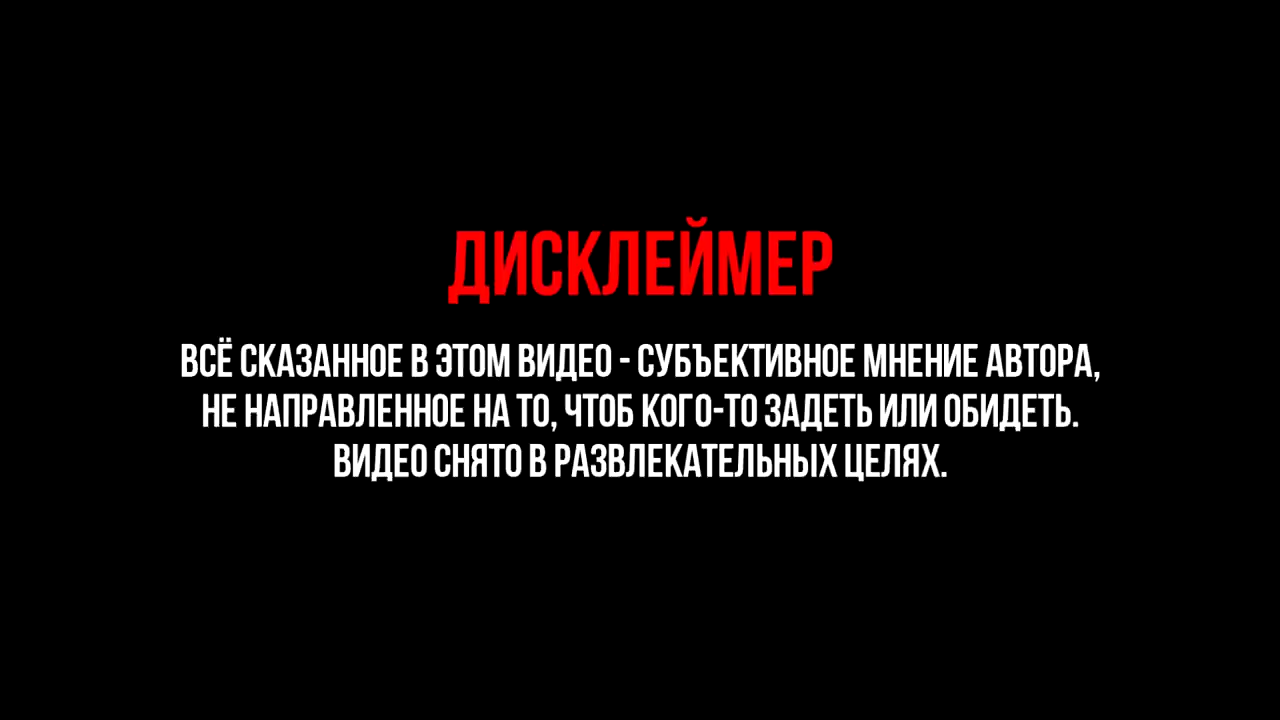 ДИСКЛЕЙМЕР
ВСЁ СКАЗАННОЕ В ЭТОМ ВИДЕО - СУБЪЕКТИВНОЕ МНЕНИЕ АВТОРА,
НЕ НАПРАВЛЕННОЕ НА ТО, ЧТОБ КОГО-ТО ЗАДЕТЬ ИЛИ ОБИДЕТЬ.
ВИДЕО СНЯТО В РАЗВЛЕКАТЕЛЬНЫХ ЦЕЛЯХ.